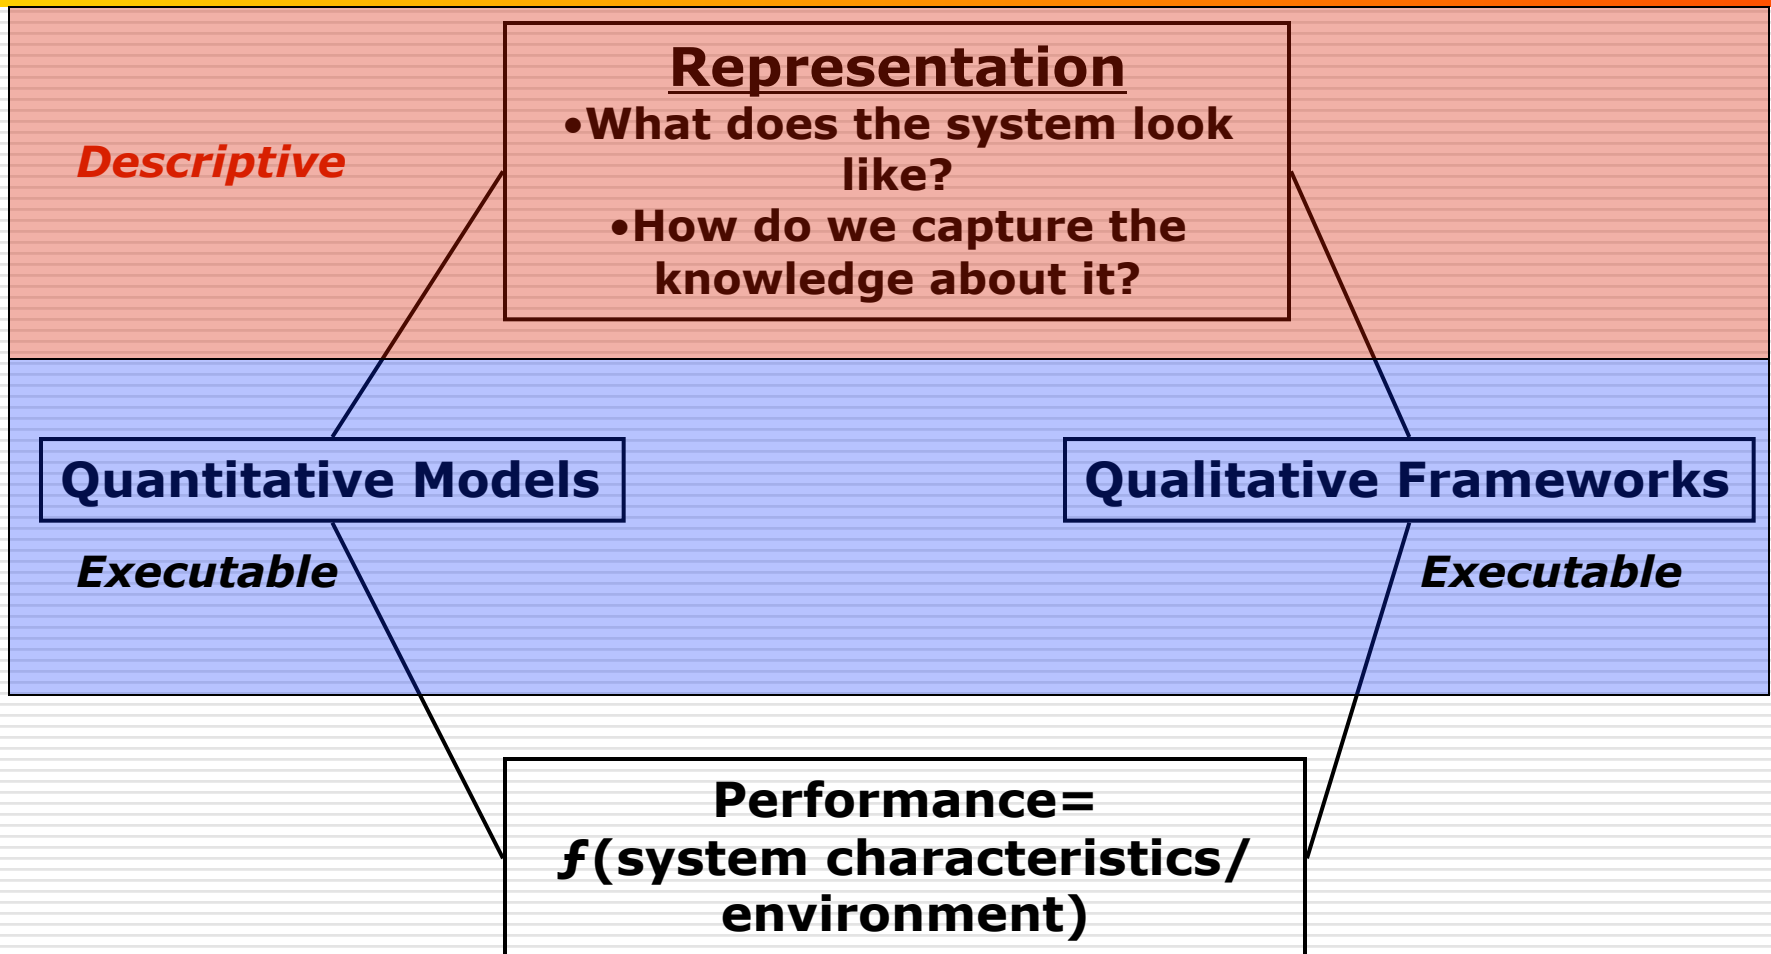 Representation
•What does the system look
like?
•How do we capture the
knowledge about it?
Descriptive
Quantitative Models
Qualitative Frameworks
Executable
Executable
Performance=
ƒ(system characteristics/
environment)